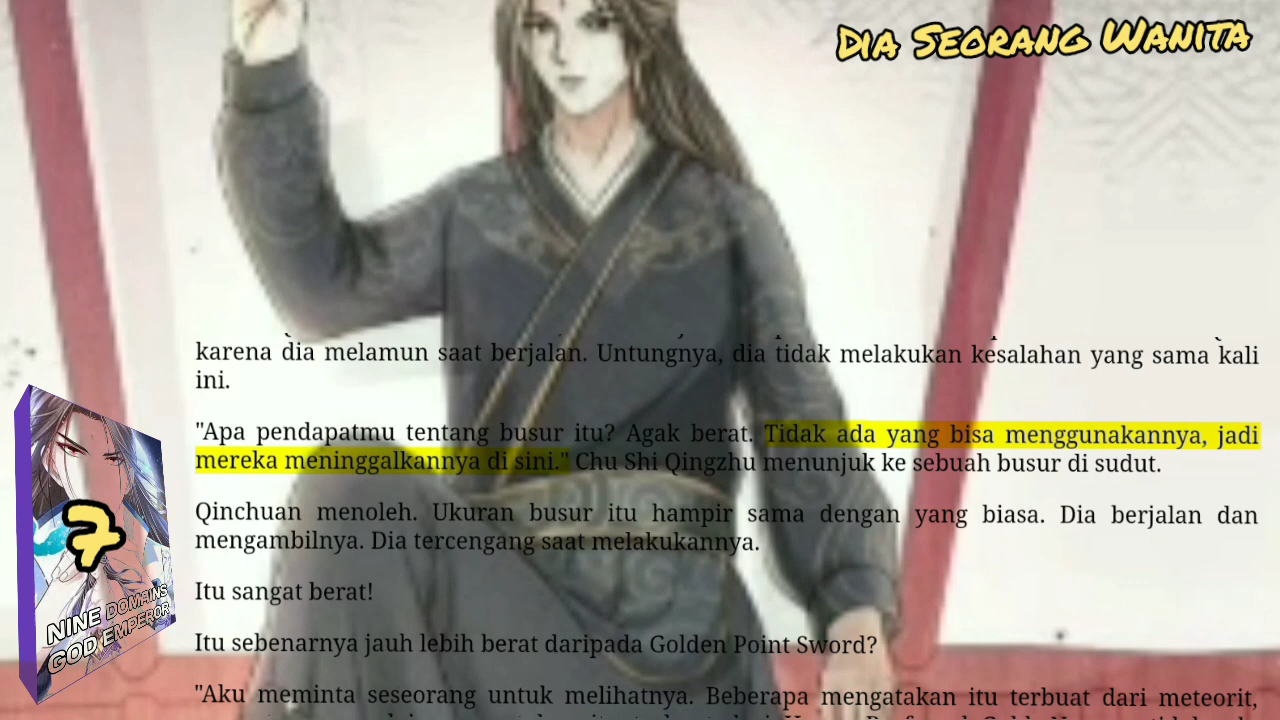 Dia Seorang Wanita
karena dia melamun saat berjalan. Untungnya, dia tidak melakukan kesalahan yang sama kali
ini.
"Apa pendapatmu tentang busur itu? Agak berat. Tidak ada yang bisa menggunakannya, jadi
mereka meninggalkannya di sini." Chu Shi Qingzhu menunjuk ke sebuah busur di sudut.
Qinchuan menoleh. Ukuran busur itu hampir sama dengan yang biasa. Dia berjalan dan
mengambilnya. Dia tercengang saat melakukannya.
Itu sangat berat!
Itu sebenarnya jauh lebih berat daripada Golden Point Sword?
"Aku meminta seseorang untuk melihatnya. Beberapa mengatakan itu terbuat dari meteorit,
7
NINE DOMAINS
GOD EMPEROR